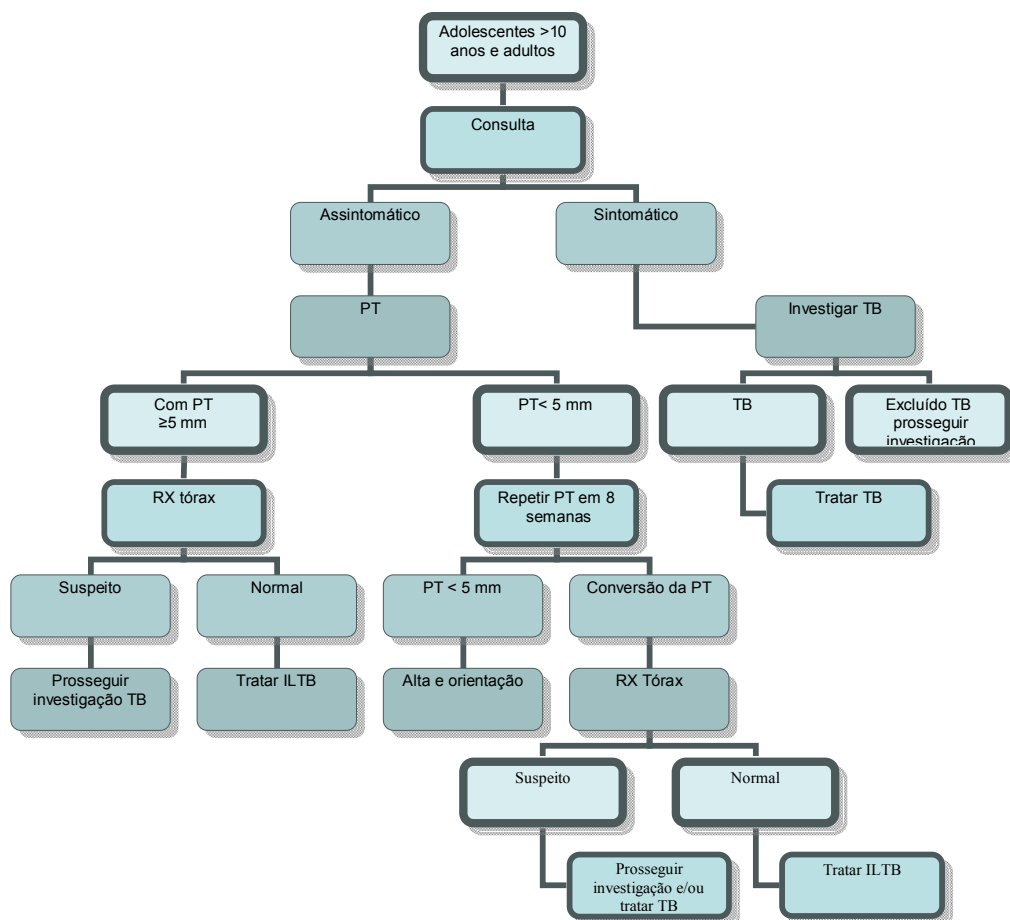 Adolescentes >10
anos e adultos
Consulta
Assintomático
Sintomático
PT
Investigar TB
Com PT
≥5 mm
PT< 5 mm
TB
Excluído TB
prosseguir
investigação
RX tórax
Repetir PT em 8
semanas
Tratar TB
Suspeito
Normal
PT < 5 mm
Conversão da PT
Prosseguir
investigação TB
Tratar ILTB
Alta e orientação
RX Tórax
Suspeito
Normal
Prosseguir
investigação e/ou
tratar TB
Tratar ILTB